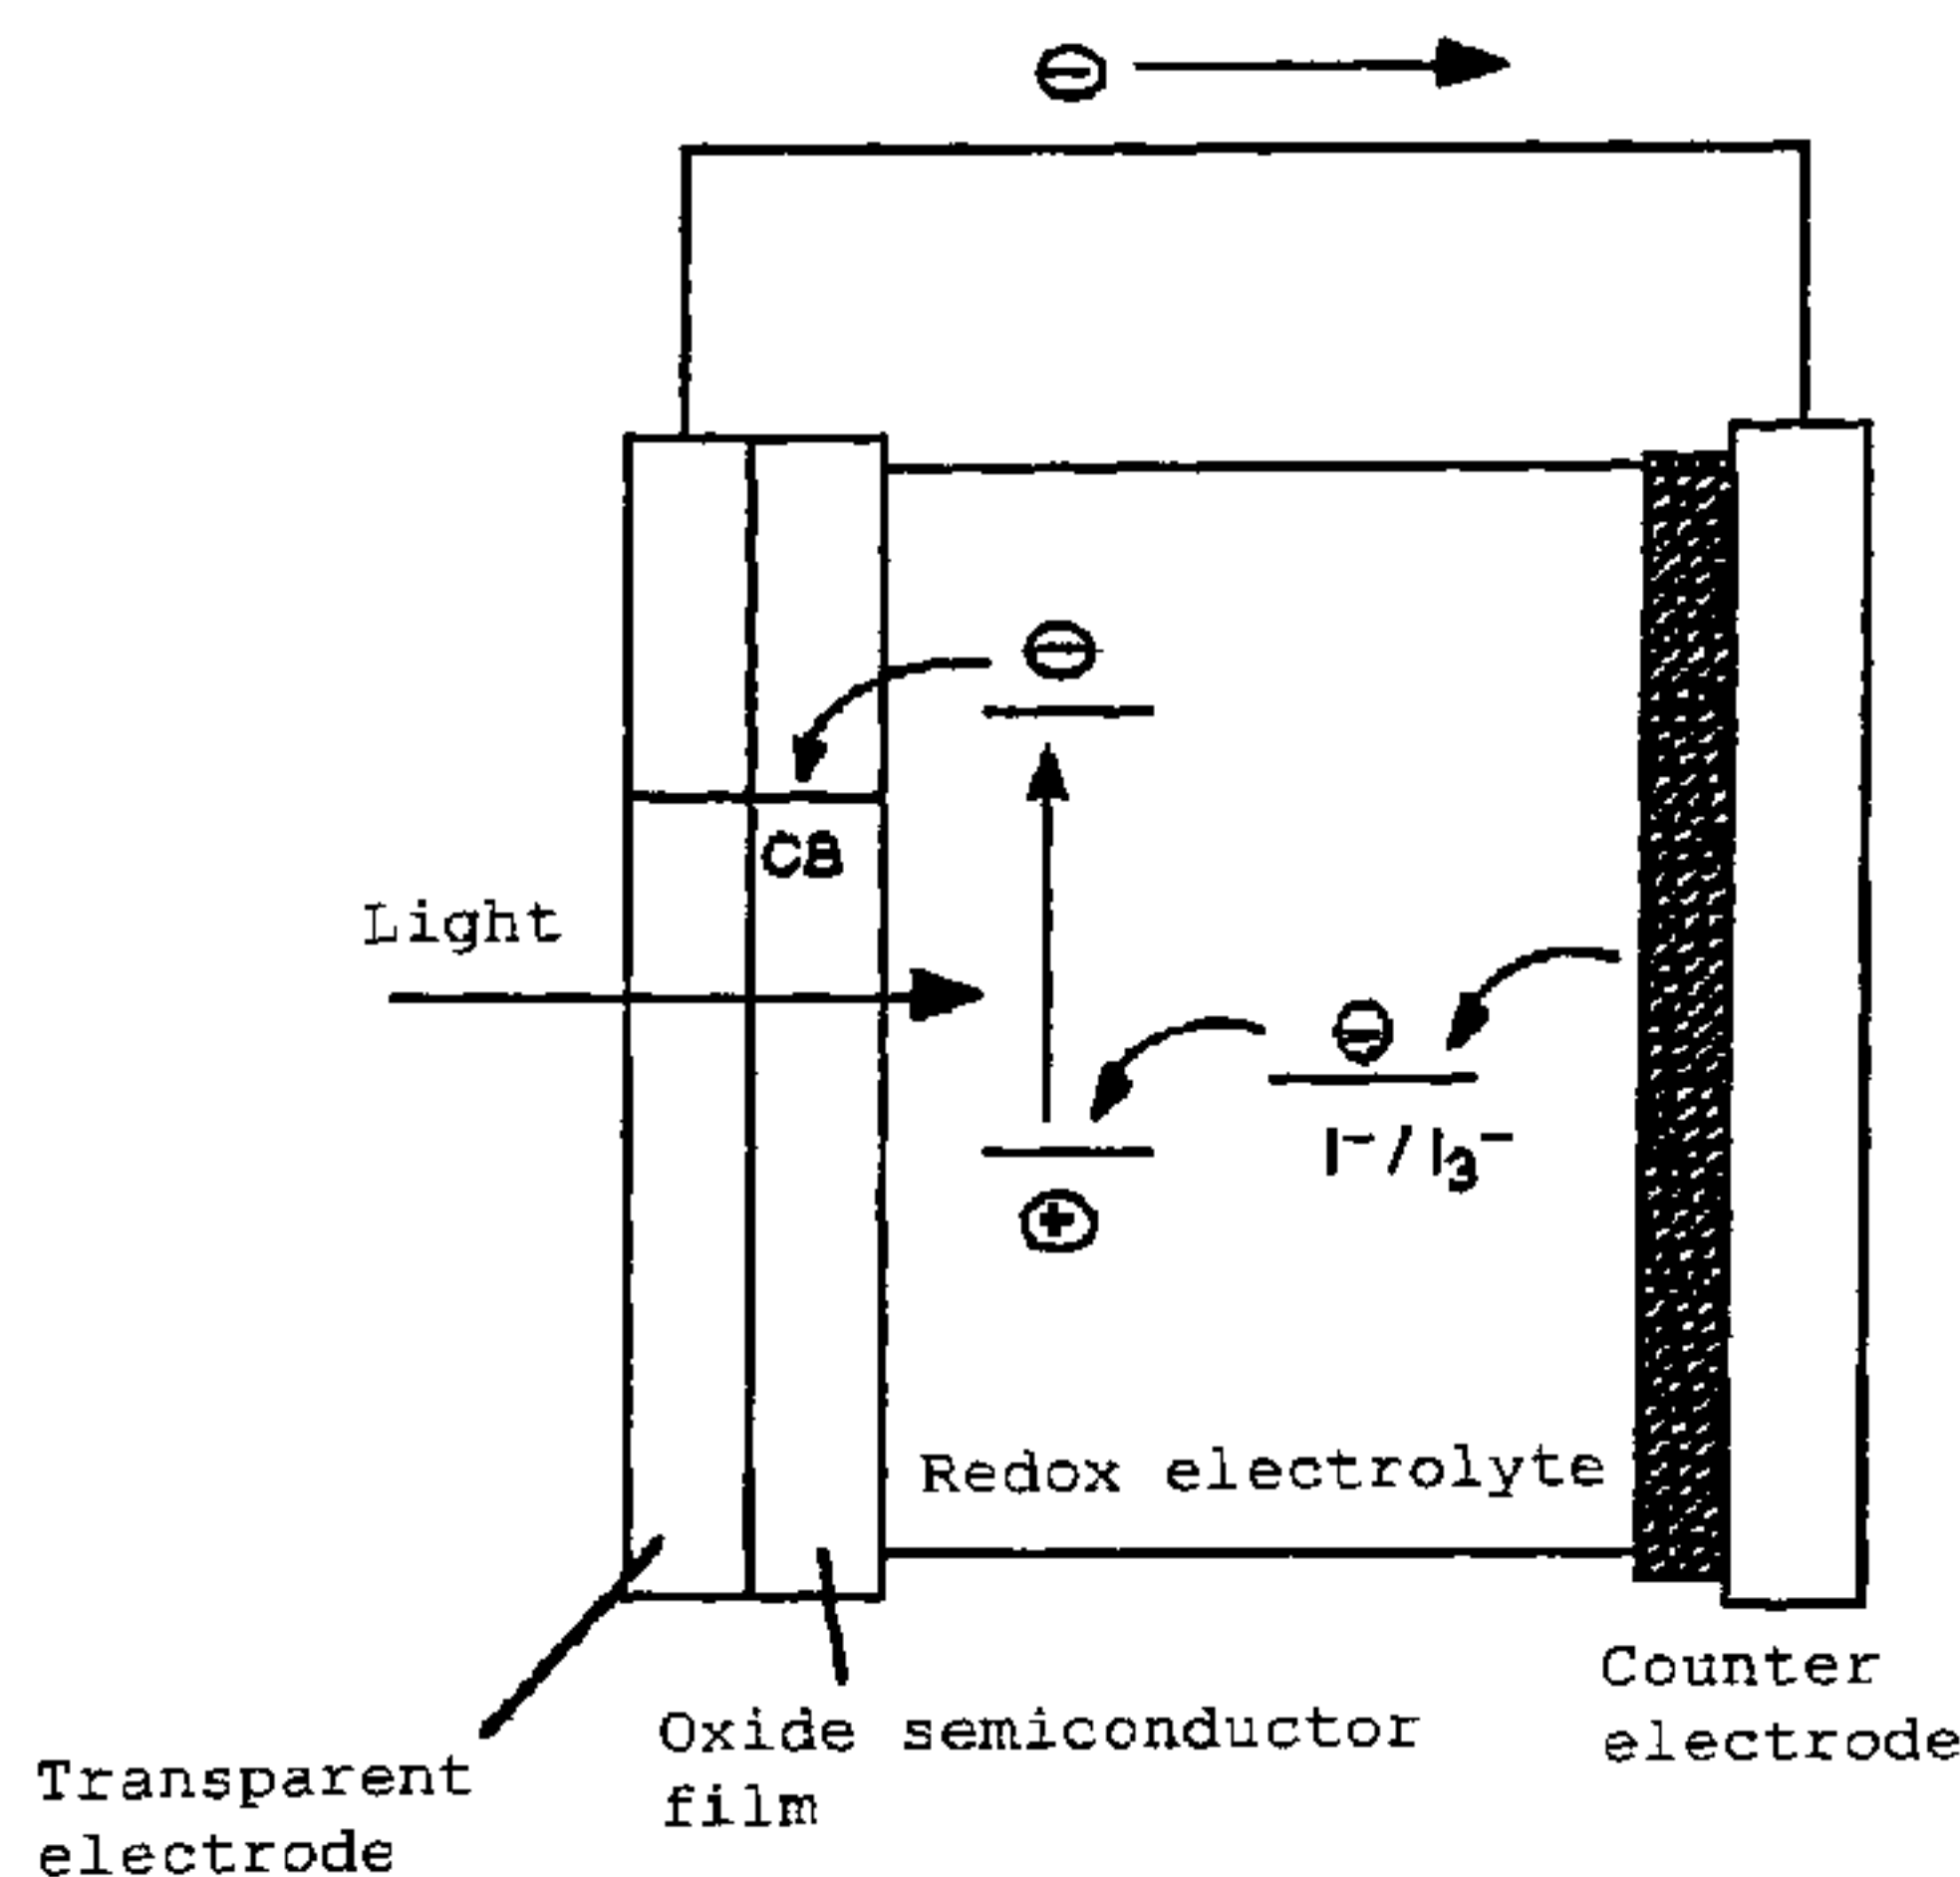 ⊖
⊖
CB
Light
⊖
I⁻/I₃⁻
⊕
Redox electrolyte
Counter
electrode
Oxide semiconductor
film
Transparent
electrode